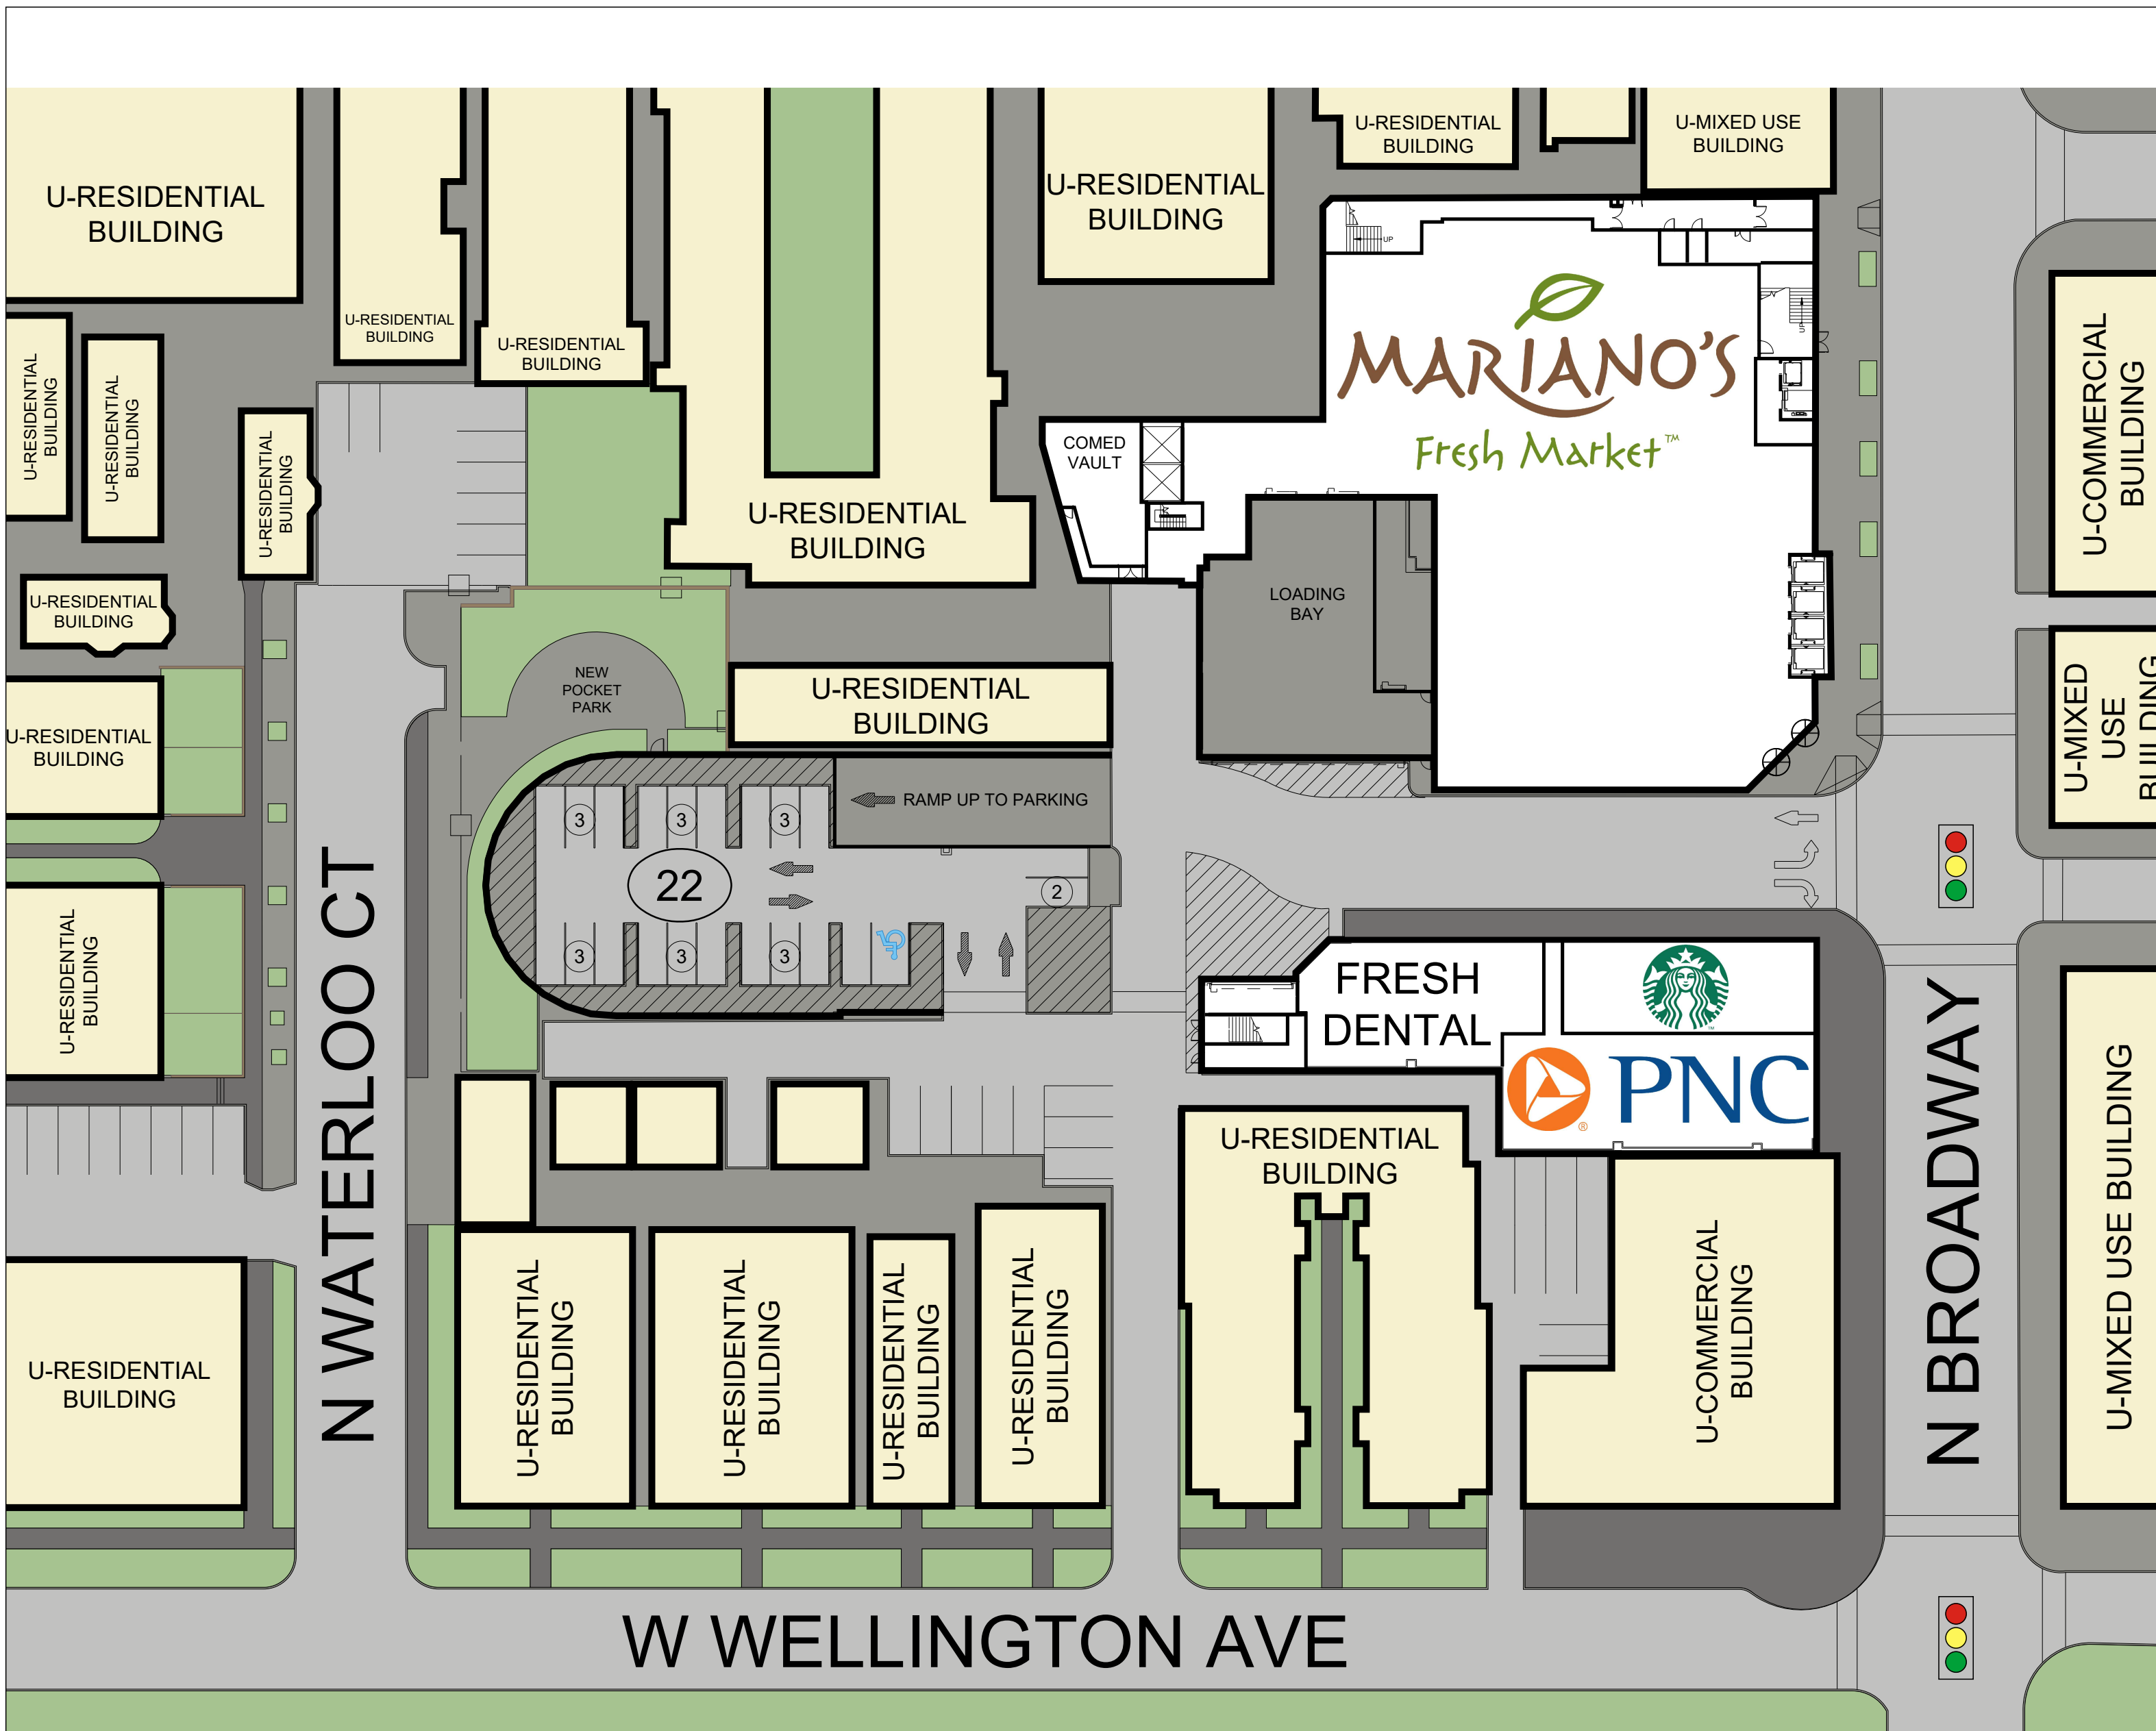 U-RESIDENTIAL
BUILDING
U-MIXED USE
BUILDING
U-RESIDENTIAL
BUILDING
U-RESIDENTIAL
BUILDING
UP
U-RESIDENTIAL
BUILDING
U-RESIDENTIAL
BUILDING
UP
MARIANO'S
Fresh Market™
U-COMMERCIAL
BUILDING
U-RESIDENTIAL
BUILDING
U-RESIDENTIAL
BUILDING
U-RESIDENTIAL
BUILDING
COMED
VAULT
U-RESIDENTIAL
BUILDING
U-RESIDENTIAL
BUILDING
LOADING
BAY
NEW
POCKET
PARK
U-RESIDENTIAL
BUILDING
U-MIXED
USE
BUILDING
U-RESIDENTIAL
BUILDING
RAMP UP TO PARKING
3
3
3
22
2
3
3
3
U-RESIDENTIAL
BUILDING
N WATERLOO CT
FRESH
DENTAL
PNC
®
N BROADWAY
U-MIXED USE BUILDING
U-RESIDENTIAL
BUILDING
U-RESIDENTIAL
BUILDING
U-RESIDENTIAL
BUILDING
U-RESIDENTIAL
BUILDING
U-RESIDENTIAL
BUILDING
U-RESIDENTIAL
BUILDING
U-COMMERCIAL
BUILDING
W WELLINGTON AVE